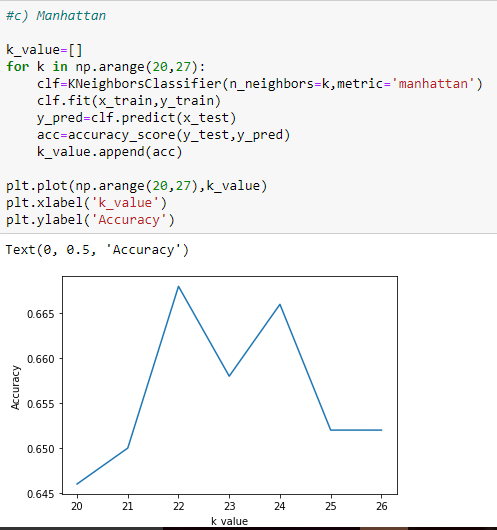 #c) Manhattan
k_value=[]
for k in np.arange(20,27):
    clf=KNeighborsClassifier(n_neighbors=k,metric='manhattan')
    clf.fit(x_train,y_train)
    y_pred=clf.predict(x_test)
    acc=accuracy_score(y_test,y_pred)
    k_value.append(acc)
plt.plot(np.arange(20,27),k_value)
plt.xlabel('k_value')
plt.ylabel('Accuracy')
Text(0, 0.5, 'Accuracy')
0.665
0.660
0.655
0.650
0.645
Accuracy
20 21 22 23 24 25 26
k_value